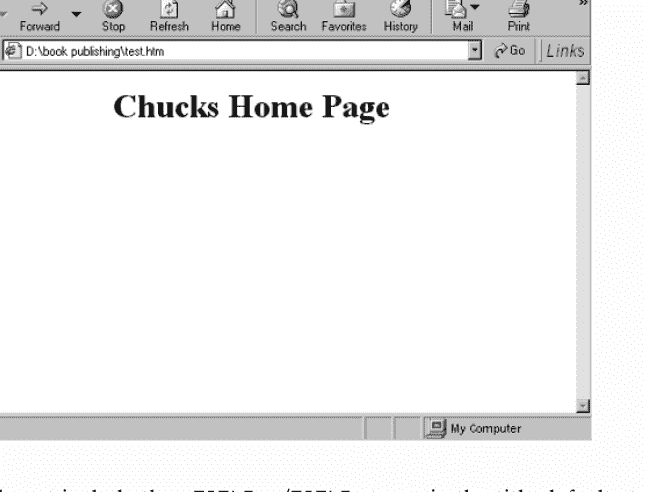 Forward Stop Refresh Home Search Favorites History Mail Print »
D:\book publishing\test.htm Go Links
Chucks Home Page
My Computer